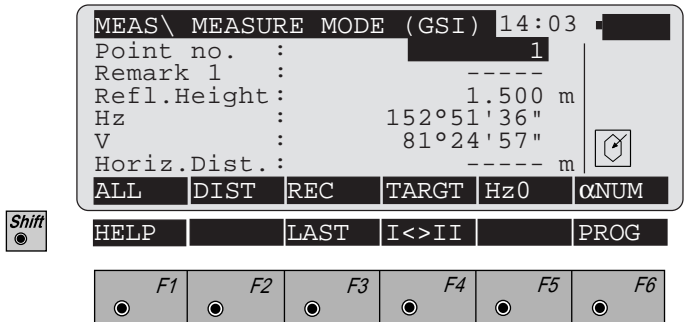 MEAS\ MEASURE MODE (GSI) 14:03
Point no. : 1
Remark 1 : -----
Refl.Height: 1.500 m
Hz : 152°51'36"
V : 81°24'57"
Horiz.Dist.: ----- m
ALL DIST REC TARGT Hz0 αNUM
Shift HELP LAST I<>II PROG
F1 F2 F3 F4 F5 F6